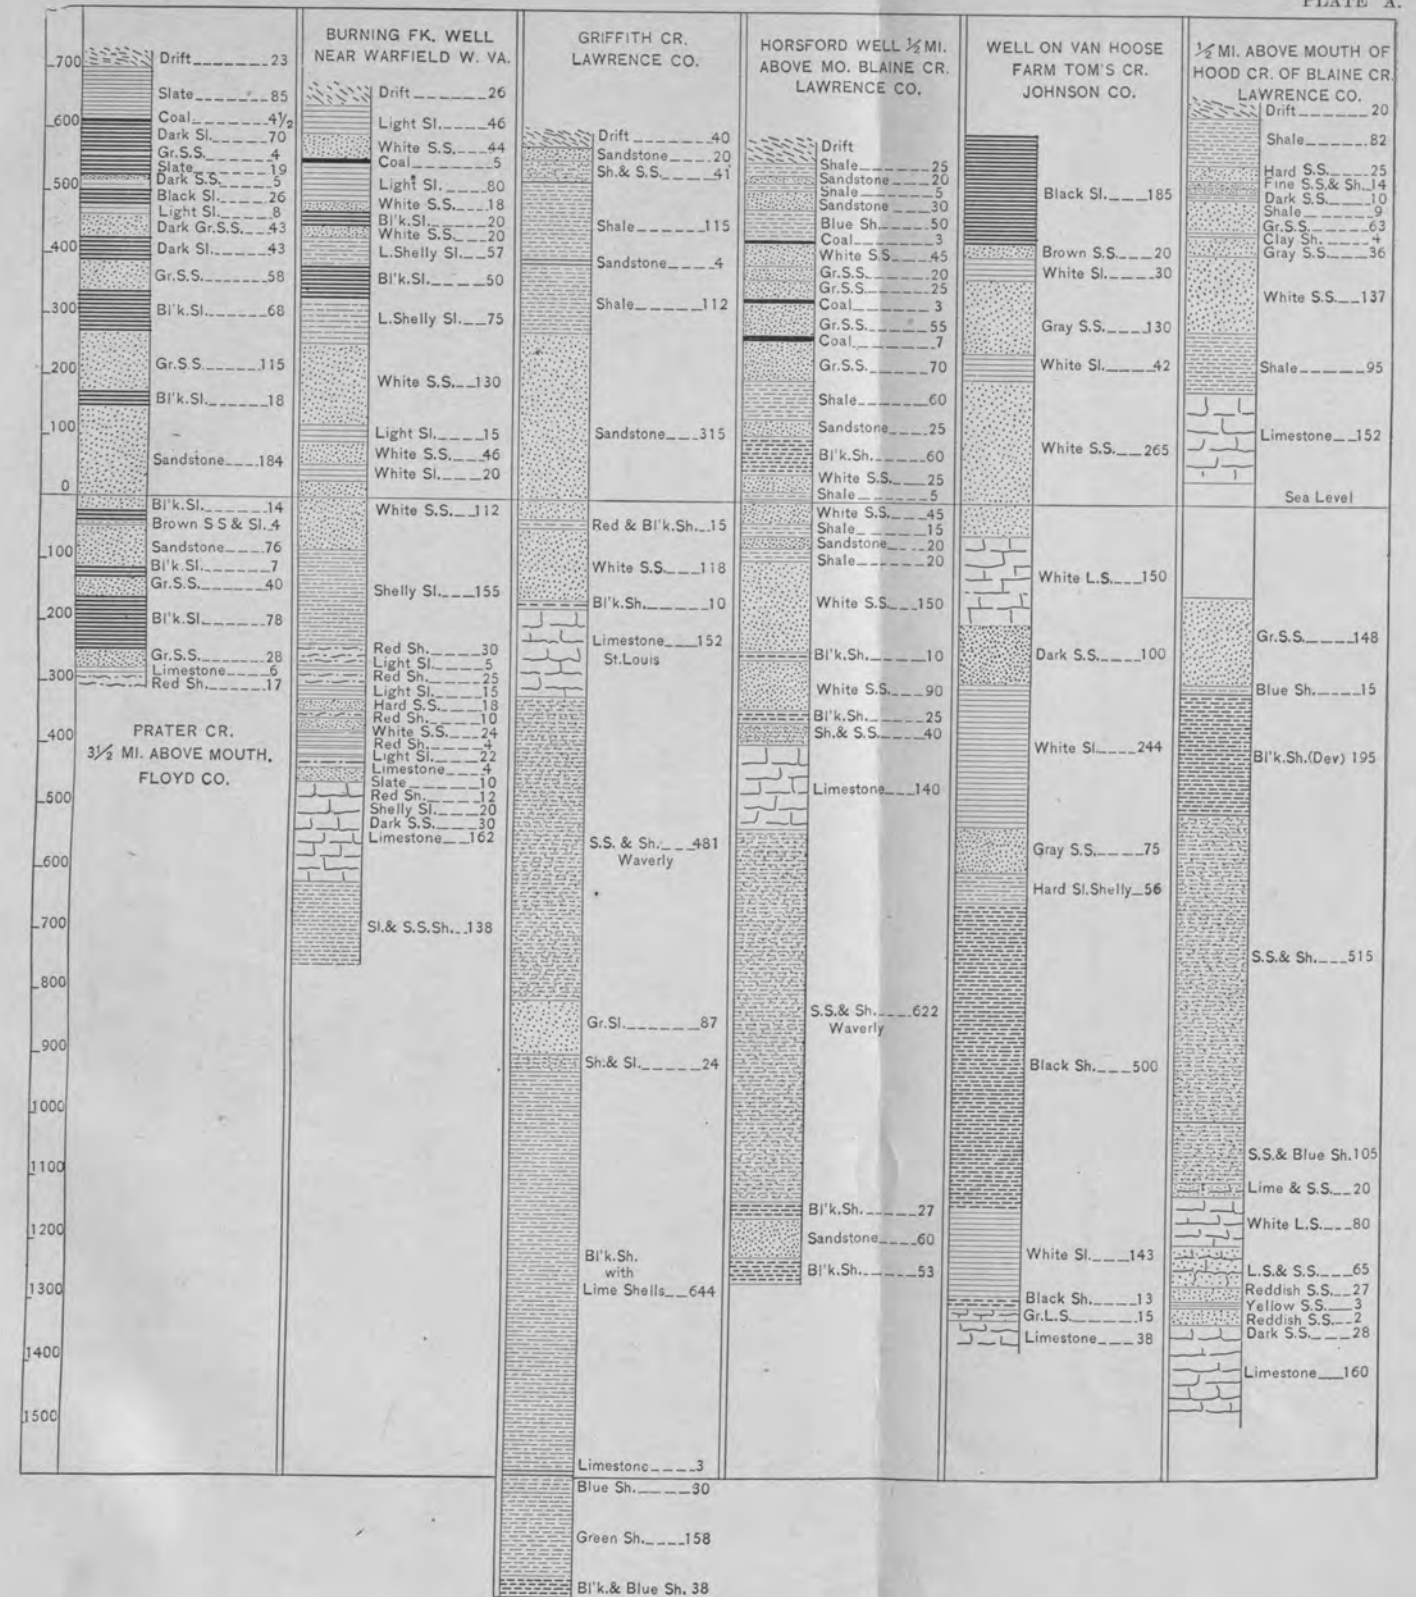 PLATE A.
700
600
500
400
300
200
100
0
100
200
300
400
500
600
700
800
900
1000
1100
1200
1300
1400
1500
Drift 23
Slate 85
Coal 4½
Dark Sl. 70
Gr.S.S. 4
Slate 19
Dark S.S. 5
Black Sl. 26
Light Sl. 8
Dark Gr.S.S. 43
Dark Sl. 43
Gr.S.S. 58
Bl'k.Sl. 68
Gr.S.S. 115
Bl'k.Sl. 18
Sandstone 184
Bl'k.Sl. 14
Brown S S & Sl. 4
Sandstone 76
Bl'k.Sl. 7
Gr.S.S. 40
Bl'k.Sl. 78
Gr.S.S. 28
Limestone 6
Red Sh. 17
PRATER CR.
3½ MI. ABOVE MOUTH,
FLOYD CO.
BURNING FK. WELL
NEAR WARFIELD W. VA.
Drift 26
Light Sl. 46
White S.S. 44
Coal 5
Light Sl. 80
White S.S. 18
Bl'k.Sl. 20
White S.S. 20
L.Shelly Sl. 57
Bl'k.Sl. 50
L.Shelly Sl. 75
White S.S. 130
Light Sl. 15
White S.S. 46
White Sl. 20
White S.S. 112
Shelly Sl. 155
Red Sh. 30
Light Sl. 5
Red Sh. 25
Light Sl. 15
Hard S.S. 18
Red Sh. 10
White S.S. 24
Red Sh. 4
Light Sl. 22
Limestone 4
Slate 10
Red Sh. 12
Shelly Sl. 20
Dark S.S. 30
Limestone 162
Sl.& S.S.Sh. 138
GRIFFITH CR.
LAWRENCE CO.
Drift 40
Sandstone 20
Sh.& S.S. 41
Shale 115
Sandstone 4
Shale 112
Sandstone 315
Red & Bl'k.Sh. 15
White S.S. 118
Bl'k.Sh. 10
Limestone 152
St.Louis
S.S. & Sh. 481
Waverly
Gr.Sl. 87
Sh.& Sl. 24
Bl'k.Sh.
with
Lime Shells 644
Limestone 3
Blue Sh. 30
Green Sh. 158
Bl'k.& Blue Sh. 38
HORSFORD WELL ½ MI.
ABOVE MO. BLAINE CR.
LAWRENCE CO.
Drift
Shale 25
Sandstone 20
Shale 5
Sandstone 30
Blue Sh. 50
Coal 3
White S.S. 45
Gr.S.S. 20
Gr.S.S. 25
Coal 3
Gr.S.S. 55
Coal 7
Gr.S.S. 70
Shale 60
Sandstone 25
Bl'k.Sh. 60
White S.S. 25
Shale 5
White S.S. 45
Shale 15
Sandstone 20
Shale 20
White S.S. 150
Bl'k.Sh. 10
White S.S. 90
Bl'k.Sh. 25
Sh.& S.S. 40
Limestone 140
S.S.& Sh. 622
Waverly
Bl'k.Sh. 27
Sandstone 60
Bl'k.Sh. 53
WELL ON VAN HOOSE
FARM TOM'S CR.
JOHNSON CO.
Black Sl. 185
Brown S.S. 20
White Sl. 30
Gray S.S. 130
White Sl. 42
White S.S. 265
White L.S. 150
Dark S.S. 100
White Sl. 244
Gray S.S. 75
Hard Sl.Shelly 56
Black Sh. 500
White Sl. 143
Black Sh. 13
Gr.L.S. 15
Limestone 38
½ MI. ABOVE MOUTH OF
HOOD CR. OF BLAINE CR.
LAWRENCE CO.
Drift 20
Shale 82
Hard S.S. 25
Fine S.S.& Sh. 14
Dark S.S. 10
Shale 9
Gr.S.S. 63
Clay Sh. 4
Gray S.S. 36
White S.S. 137
Shale 95
Limestone 152
Sea Level
Gr.S.S. 148
Blue Sh. 15
Bl'k.Sh.(Dev) 195
S.S.& Sh. 515
S.S.& Blue Sh. 105
Lime & S.S. 20
White L.S. 80
L.S.& S.S. 65
Reddish S.S. 27
Yellow S.S. 3
Reddish S.S. 2
Dark S.S. 28
Limestone 160